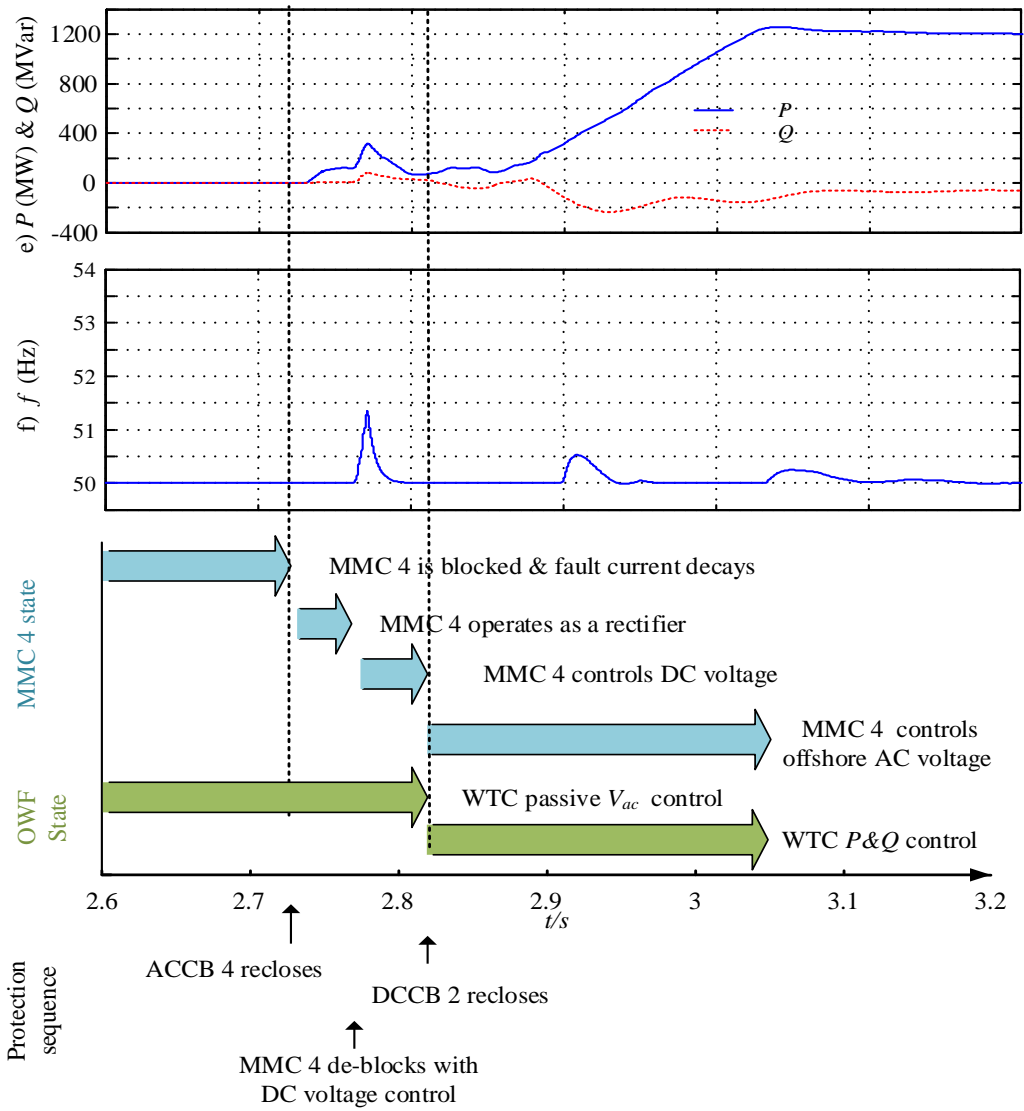 e) P (MW) & Q (MVar)
1200
800
400
0
-400
P
Q
f) f (Hz)
54
53
52
51
50
MMC 4 state
MMC 4 is blocked & fault current decays
MMC 4 operates as a rectifier
MMC 4 controls DC voltage
MMC 4 controls
offshore AC voltage
OWF
State
WTC passive Vac control
WTC P&Q control
2.6 2.7 2.8 2.9 3 3.1 3.2
t/s
Protection
sequence
ACCB 4 recloses
DCCB 2 recloses
MMC 4 de-blocks with
DC voltage control